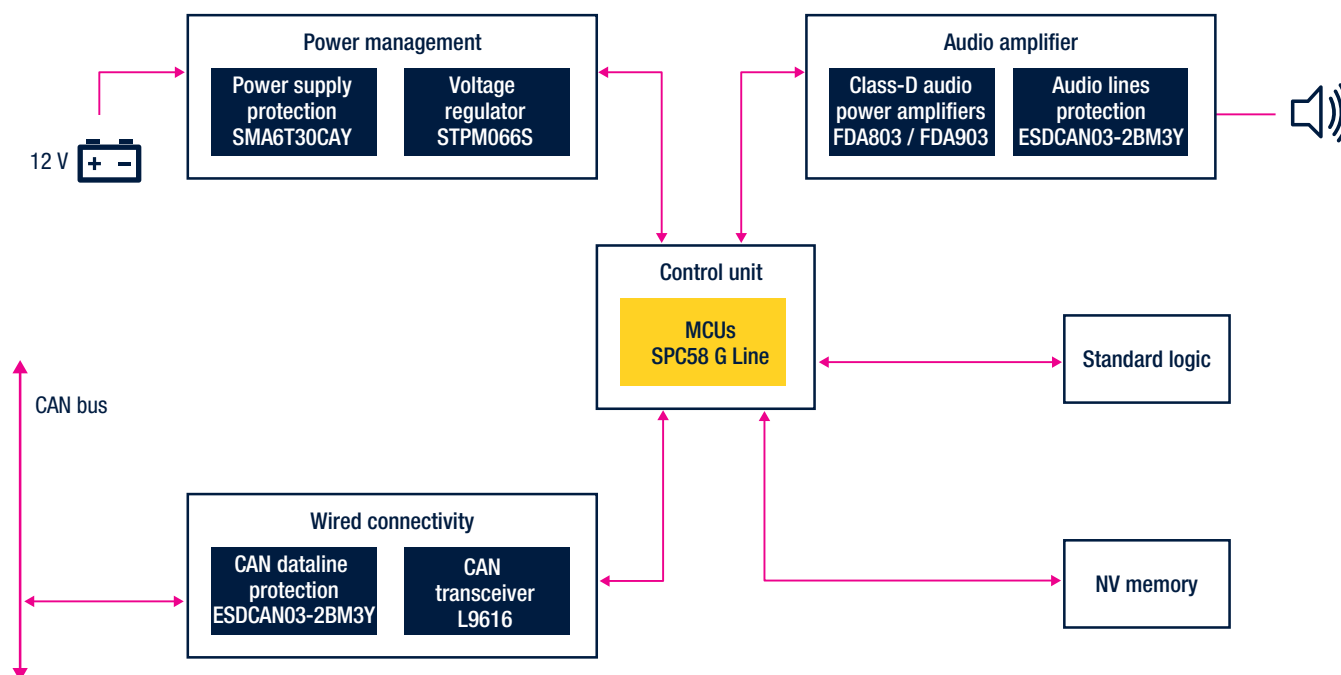 Power management
Power supply
protection
SMA6T30CAY
Voltage
regulator
STPM066S
12 V
+ -
Audio amplifier
Class-D audio
power amplifiers
FDA803 / FDA903
Audio lines
protection
ESDCAN03-2BM3Y
Control unit
MCUs
SPC58 G Line
Standard logic
CAN bus
Wired connectivity
CAN dataline
protection
ESDCAN03-2BM3Y
CAN
transceiver
L9616
NV memory